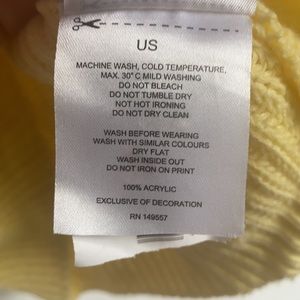 US
MACHINE WASH, COLD TEMPERATURE,
MAX. 30°C MILD WASHING
DO NOT BLEACH
DO NOT TUMBLE DRY
NOT HOT IRONING
DO NOT DRY CLEAN
WASH BEFORE WEARING
WASH WITH SIMILAR COLOURS
DRY FLAT
WASH INSIDE OUT
DO NOT IRON ON PRINT
100% ACRYLIC
EXCLUSIVE OF DECORATION
RN 149557